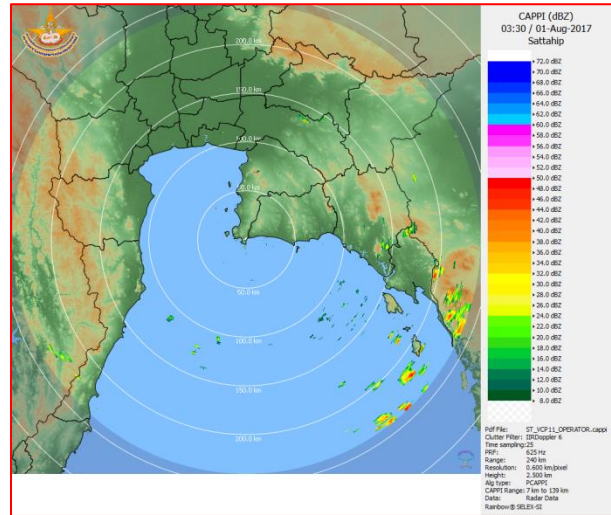 CAPPI (dBZ)
03:30 / 01-Aug-2017
Sattahip
72.0 dBZ
70.0 dBZ
68.0 dBZ
66.0 dBZ
64.0 dBZ
62.0 dBZ
60.0 dBZ
58.0 dBZ
56.0 dBZ
54.0 dBZ
52.0 dBZ
50.0 dBZ
48.0 dBZ
46.0 dBZ
44.0 dBZ
42.0 dBZ
40.0 dBZ
38.0 dBZ
36.0 dBZ
34.0 dBZ
32.0 dBZ
30.0 dBZ
28.0 dBZ
26.0 dBZ
24.0 dBZ
22.0 dBZ
20.0 dBZ
18.0 dBZ
16.0 dBZ
14.0 dBZ
12.0 dBZ
10.0 dBZ
8.0 dBZ
Pdf File: ST_VCP11_OPERATOR.cappi
Clutter Filter: IIRDoppler 6
Time sampling:25
PRF: 625 Hz
Range: 240 km
Resolution: 0.600 km/pixel
Height: 2.500 km
Alg type: PCAPPI
CAPPI Range: 7 km to 139 km
Data: Radar Data
Rainbow® SELEX-SI
200.0 km
150.0 km
100.0 km
50.0 km
100.0 km
150.0 km
200.0 km